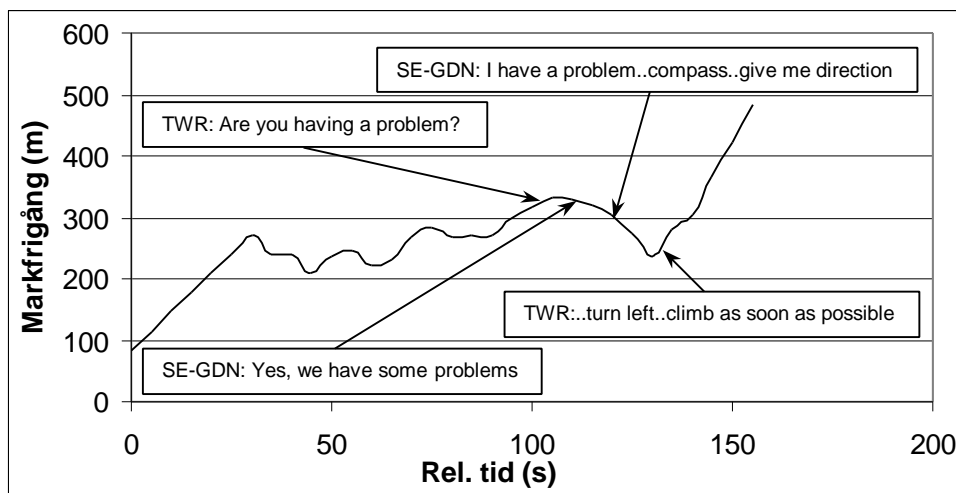 600
SE-GDN: I have a problem..compass..give me direction
500
TWR: Are you having a problem?
400
Markfrigång (m)
300
200
TWR:..turn left..climb as soon as possible
100
SE-GDN: Yes, we have some problems
0
0 50 100 150 200
Rel. tid (s)